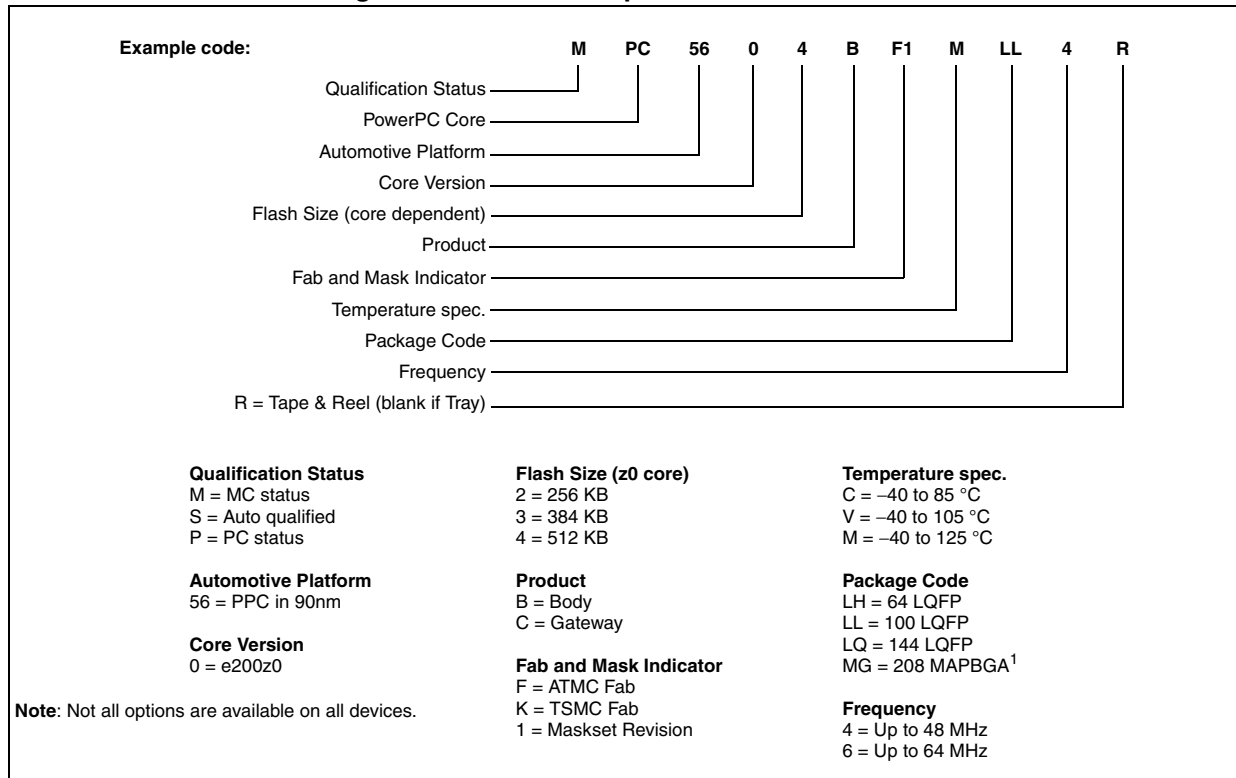 Example code: M PC 56 0 4 B F1 M LL 4 R
Qualification Status
PowerPC Core
Automotive Platform
Core Version
Flash Size (core dependent)
Product
Fab and Mask Indicator
Temperature spec.
Package Code
Frequency
R = Tape & Reel (blank if Tray)
Qualification Status
M = MC status
S = Auto qualified
P = PC status
Automotive Platform
56 = PPC in 90nm
Core Version
0 = e200z0
Note: Not all options are available on all devices.
Flash Size (z0 core)
2 = 256 KB
3 = 384 KB
4 = 512 KB
Product
B = Body
C = Gateway
Fab and Mask Indicator
F = ATMC Fab
K = TSMC Fab
1 = Maskset Revision
Temperature spec.
C = –40 to 85 °C
V = –40 to 105 °C
M = –40 to 125 °C
Package Code
LH = 64 LQFP
LL = 100 LQFP
LQ = 144 LQFP
MG = 208 MAPBGA1
Frequency
4 = Up to 48 MHz
6 = Up to 64 MHz